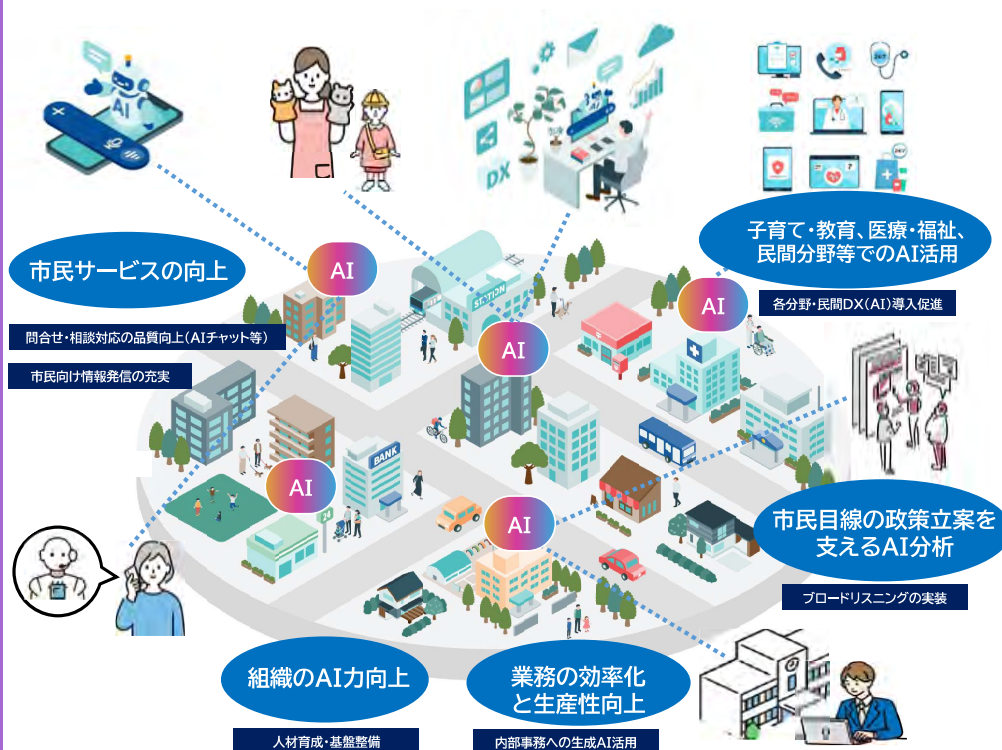 AI
DX
24/7
24/7
市民サービスの向上
問合せ・相談対応の品質向上(AIチャット等)
市民向け情報発信の充実
子育て・教育、医療・福祉、
民間分野等でのAI活用
各分野・民間DX(AI)導入促進
AI
AI
AI
AI
AI
STATION
BANK
24
市民目線の政策立案を
支えるAI分析
ブロードリスニングの実装
組織のAI力向上
人材育成・基盤整備
業務の効率化
と生産性向上
内部事務への生成AI活用